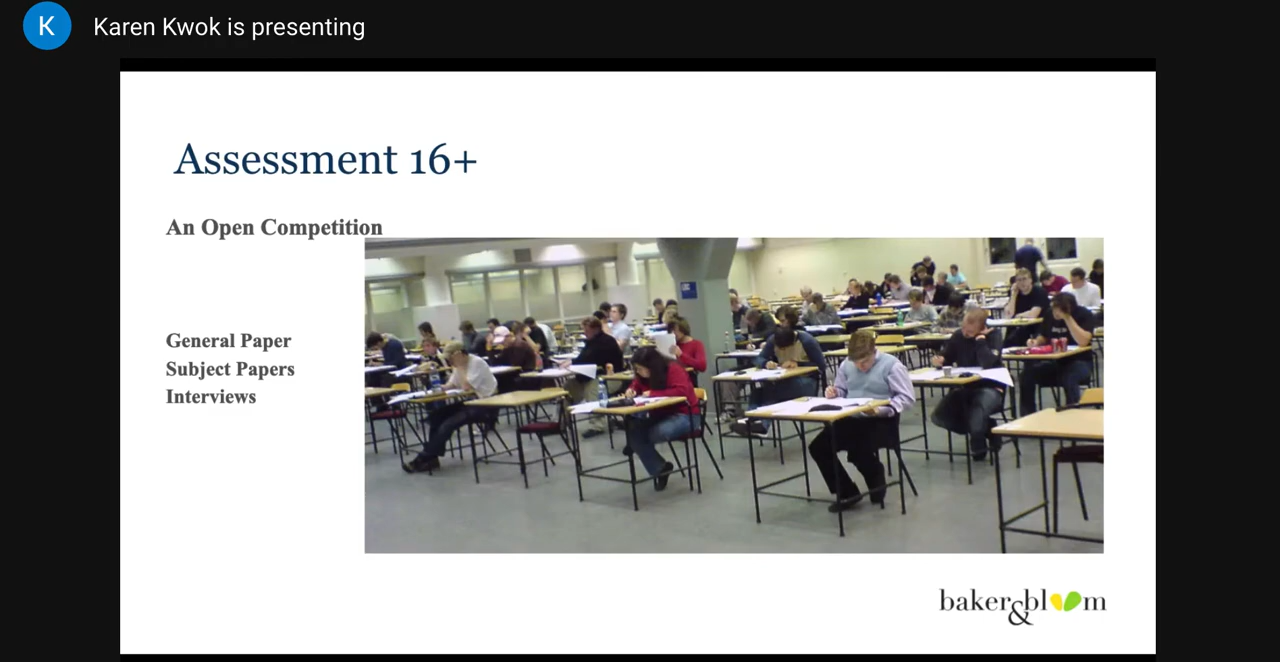 K
Karen Kwok is presenting
Assessment 16+
An Open Competition
General Paper
Subject Papers
Interviews
baker&bloom